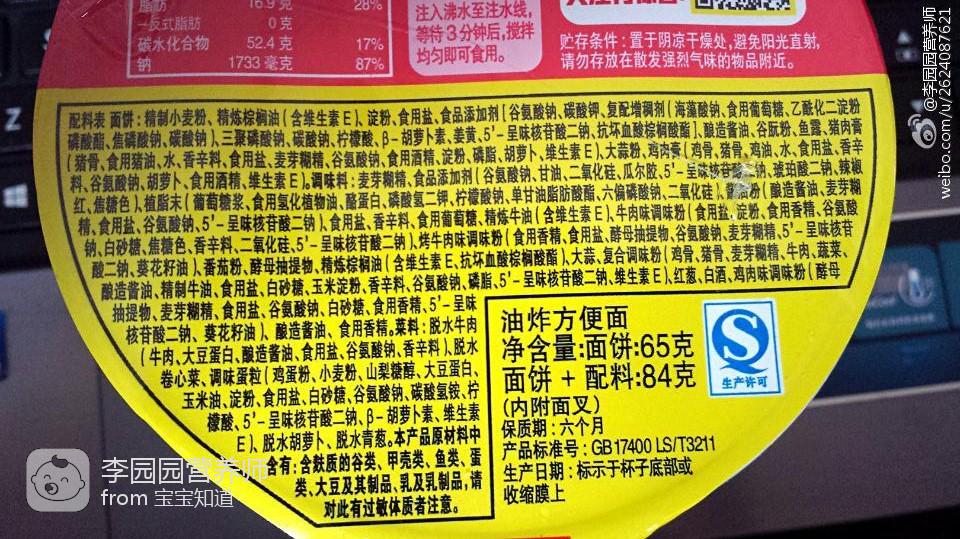 脂肪 16.9 克 28%
—反式脂肪 0 克
碳水化合物 52.4 克 17%
钠 1733 毫克 87%
注入沸水至注水线,
等待3分钟后,搅拌
均匀即可食用。
贮存条件:置于阴凉干燥处,避免阳光直射,
请勿存放在散发强烈气味的物品附近。
配料表 面饼:精制小麦粉、精炼棕榈油(含维生素E)、淀粉、食用盐、食品添加剂[谷氨酸钠、碳酸钾、复配增稠剂(海藻酸钠、食用葡萄糖、乙酰化二淀粉
磷酸酯、焦磷酸钠、碳酸钠)、三聚磷酸钠、碳酸钠、柠檬酸、β-胡萝卜素、姜黄、5'-呈味核苷酸二钠、抗坏血酸棕榈酸酯]、酿造酱油、谷朊粉、鱼露、猪肉膏
(猪骨、食用猪油、水、香辛料、食用盐、麦芽糊精、谷氨酸钠、食用酒精、淀粉、磷脂、胡萝卜、维生素E)、大蒜粉、鸡肉膏(鸡骨、猪骨、鸡油、水、食用盐、香辛
料、谷氨酸钠、胡萝卜、食用酒精、维生素E)。调味料:麦芽糊精、食品添加剂(谷氨酸钠、甘油、二氧化硅、瓜尔胶、5'-呈味核苷酸二钠、琥珀酸二钠、辣椒
红、焦糖色)、植脂末(葡萄糖浆、食用氢化植物油、酪蛋白、磷酸氢二钾、柠檬酸钠、单甘油脂肪酸酯、六偏磷酸钠、二氧化硅)、酱油粉(酿造酱油、麦芽糊
精、食用盐、谷氨酸钠、5'-呈味核苷酸二钠)、食用盐、香辛料、食用葡萄糖、精炼牛油(含维生素E)、牛肉味调味粉(食用盐、淀粉、食用香精、谷氨酸
钠、白砂糖、焦糖色、香辛料、二氧化硅、5'-呈味核苷酸二钠)、烤牛肉味调味粉(食用香精、食用盐、酵母抽提物、谷氨酸钠、麦芽糊精、5'-呈味核苷
酸二钠、葵花籽油)、番茄粉、酵母抽提物、精炼棕榈油(含维生素E、抗坏血酸棕榈酸酯)、大蒜、复合调味粉(鸡骨、猪骨、麦芽糊精、牛肉、蔬菜、
酿造酱油、精制牛油、食用盐、白砂糖、玉米淀粉、香辛料、谷氨酸钠、磷脂、5'-呈味核苷酸二钠、维生素E)、红葱、白酒、鸡肉味调味粉(酵母
抽提物、麦芽糊精、食用盐、谷氨酸钠、白砂糖、食用香精、5'-呈味
核苷酸二钠、葵花籽油)、酿造酱油、食用香精。菜料:脱水牛肉
(牛肉、大豆蛋白、酿造酱油、食用盐、谷氨酸钠、香辛料)、脱水
卷心菜、调味蛋粒(鸡蛋粉、小麦粉、山梨糖醇、大豆蛋白、
玉米油、淀粉、食用盐、白砂糖、谷氨酸钠、碳酸氢铵、柠
檬酸、5'-呈味核苷酸二钠、β-胡萝卜素、维生素
E)、脱水胡萝卜、脱水青葱。本产品原材料中
含有:含麸质的谷类、甲壳类、鱼类、蛋
类、大豆及其制品、乳及乳制品,请
对此有过敏体质者注意。
油炸方便面
净含量:面饼:65克
面饼 + 配料:84克
(内附面叉)
保质期:六个月
产品标准号:GB17400 LS/T3211
生产日期:标示于杯子底部或
收缩膜上
生产许可
@李园园营养师
weibo.com/u/2624087621
李园园营养师
from 宝宝知道